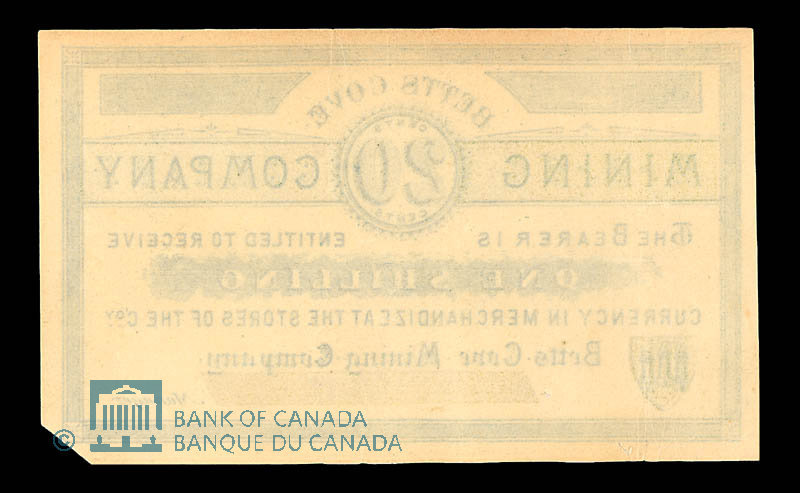 BETTS COVE
CENTS
20
CENTS
MINING COMPANY
THE BEARER IS ENTITLED TO RECEIVE
ONE SHILLING
CURRENCY IN MERCHANDIZE AT THE STORES OF THE COY
Betts Cove Mining Company.
© BANK OF CANADA
BANQUE DU CANADA